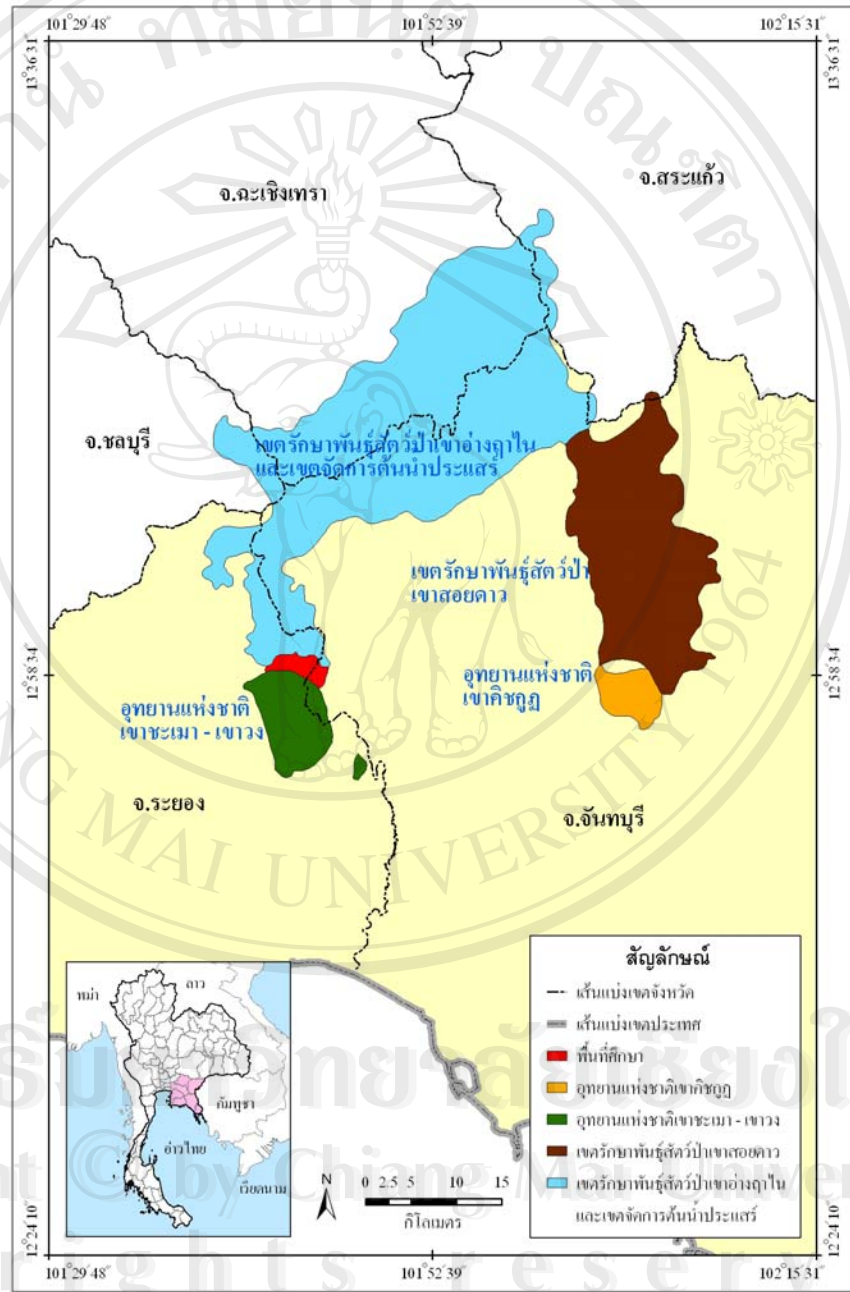 101°29'48" 101°52'39" 102°15'31"
13°36'31" 13°36'31"
จ.สระแก้ว
จ.ฉะเชิงเทรา
จ.ชลบุรี
เขตรักษาพันธุ์สัตว์ป่าเขาอ่างฤาไน
และเขตจัดการต้นน้ำประแสร์
เขตรักษาพันธุ์สัตว์ป่า
เขาสอยดาว
12°58'34" 12°58'34"
อุทยานแห่งชาติ
เขาคิชกูฏ
อุทยานแห่งชาติ
เขาชะเมา - เขาวง
จ.ระยอง
จ.จันทบุรี
MAI UNIVERSITY 1964
สัญลักษณ์
เส้นแบ่งเขตจังหวัด
เส้นแบ่งเขตประเทศ
พื้นที่ศึกษา
อุทยานแห่งชาติเขาคิชกูฏ
อุทยานแห่งชาติเขาชะเมา - เขาวง
เขตรักษาพันธุ์สัตว์ป่าเขาสอยดาว
เขตรักษาพันธุ์สัตว์ป่าเขาอ่างฤาไน
และเขตจัดการต้นน้ำประแสร์
พม่า
ลาว
กัมพูชา
อ่าวไทย
เวียดนาม
N
0 2.5 5 10 15
กิโลเมตร
12°24'10" 12°24'10"
101°29'48" 101°52'39" 102°15'31"
© by Chiang Mai Univer
rights reserv